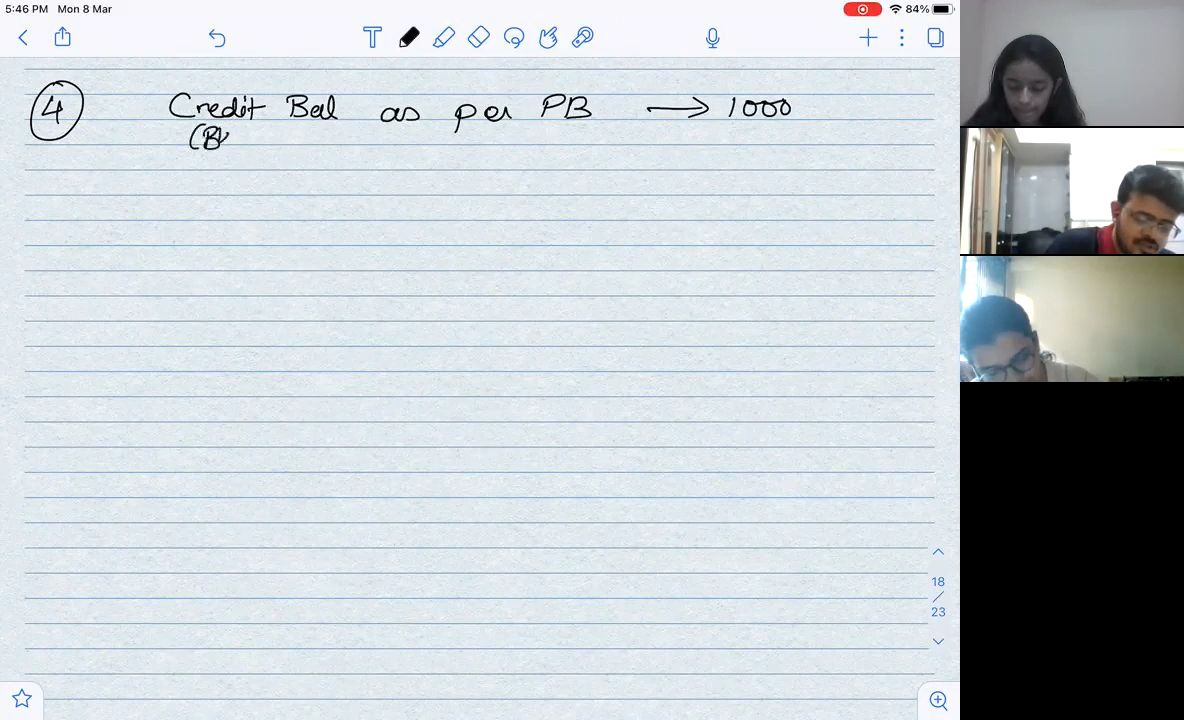 5:46 PM Mon 8 Mar
84%
4 Credit Bal as per PB → 1000
(B
18
/
23